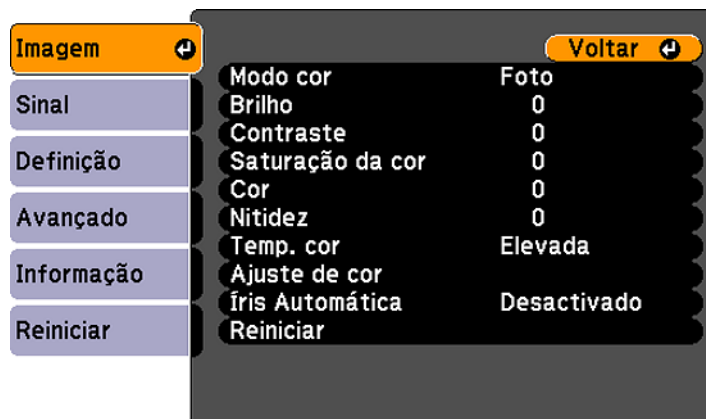 Imagem
Sinal
Definição
Avançado
Informação
Reiniciar
Voltar
Modo cor Foto
Brilho 0
Contraste 0
Saturação da cor 0
Cor 0
Nitidez 0
Temp. cor Elevada
Ajuste de cor
Íris Automática Desactivado
Reiniciar